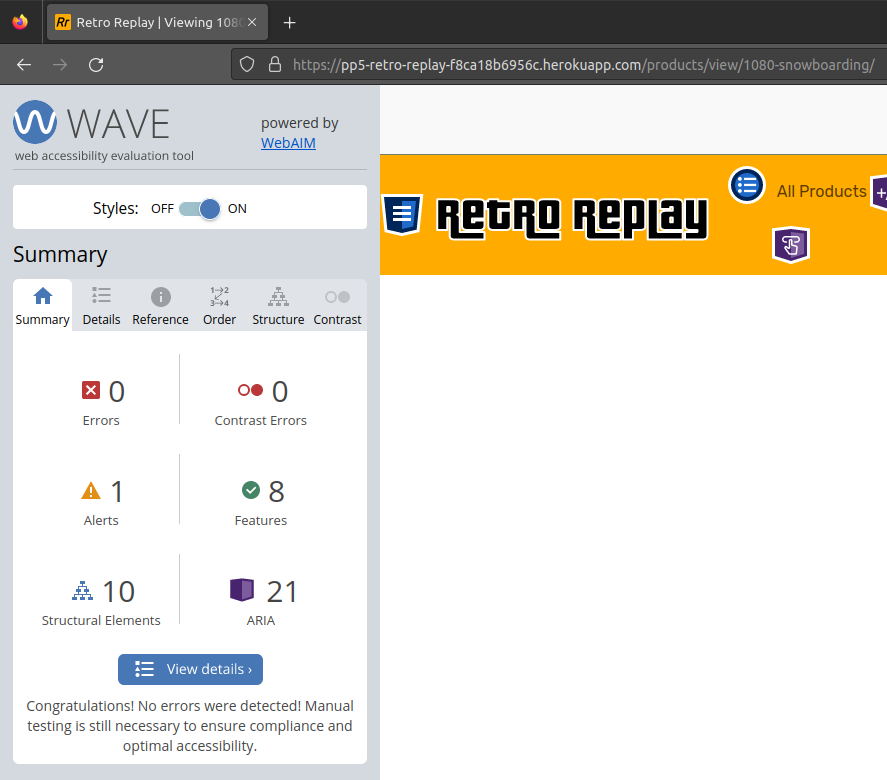 Rr Retro Replay | Viewing 108
https://pp5-retro-replay-f8ca18b6956c.herokuapp.com/products/view/1080-snowboarding/
WAVE
web accessibility evaluation tool
powered by
WebAIM
Styles: OFF ON
Summary
Summary Details Reference Order Structure Contrast
0
Errors
0
Contrast Errors
1
Alerts
8
Features
10
Structural Elements
21
ARIA
View details ›
Congratulations! No errors were detected! Manual
testing is still necessary to ensure compliance and
optimal accessibility.
Retro Replay
All Products